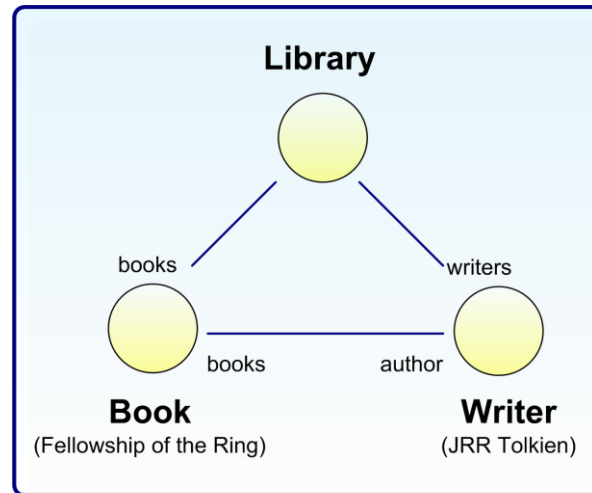 Library
books
writers
books
author
Book
Writer
(Fellowship of the Ring)
(JRR Tolkien)